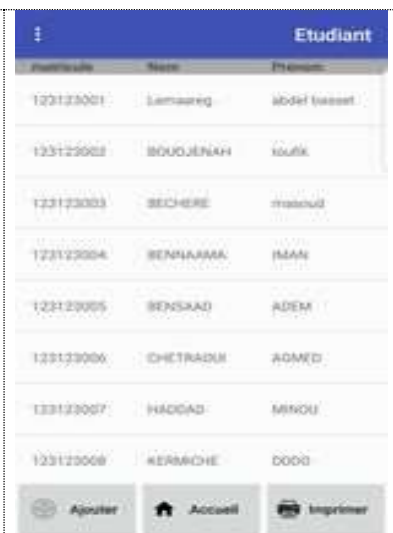 Etudiant
matricule Nom Prenom
123123001 abdel basset
123123002 BOUDJENAH toufik
123123003 BECHERE masoud
123123004 BENNAAMA IMAN
123123005 BENSAAD ADEM
123123006 CHETRAOUI AGMED
123123007 HADDAD MINOU
123123008 KERMICHE DODO
Ajouter Accueil Imprimer